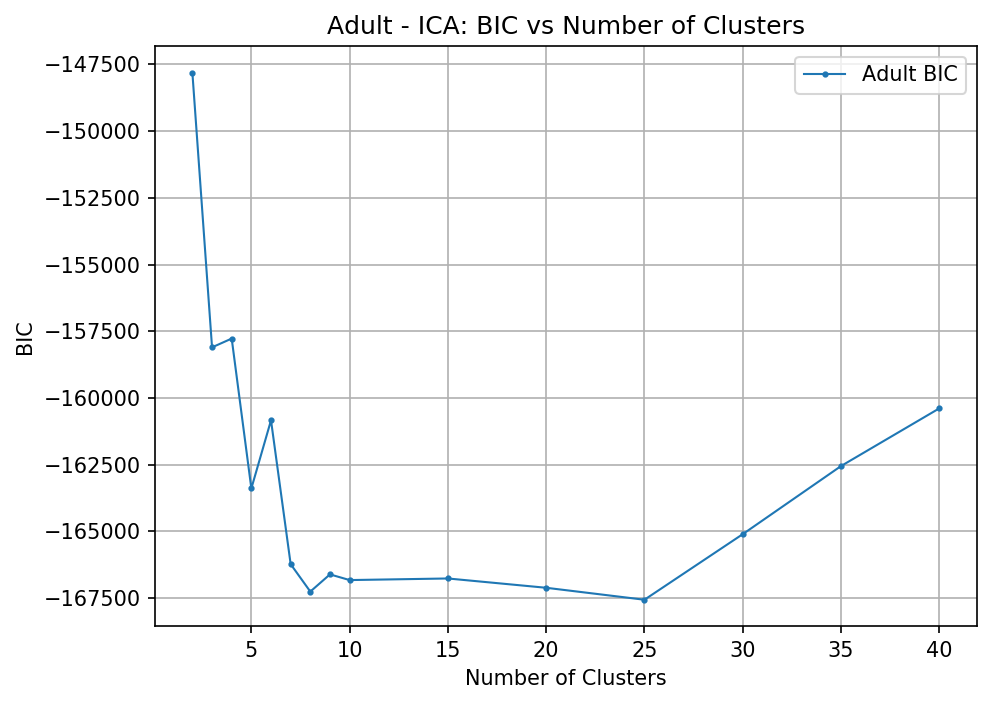 Adult - ICA: BIC vs Number of Clusters
Adult BIC
BIC
−147500
−150000
−152500
−155000
−157500
−160000
−162500
−165000
−167500
5 10 15 20 25 30 35 40
Number of Clusters